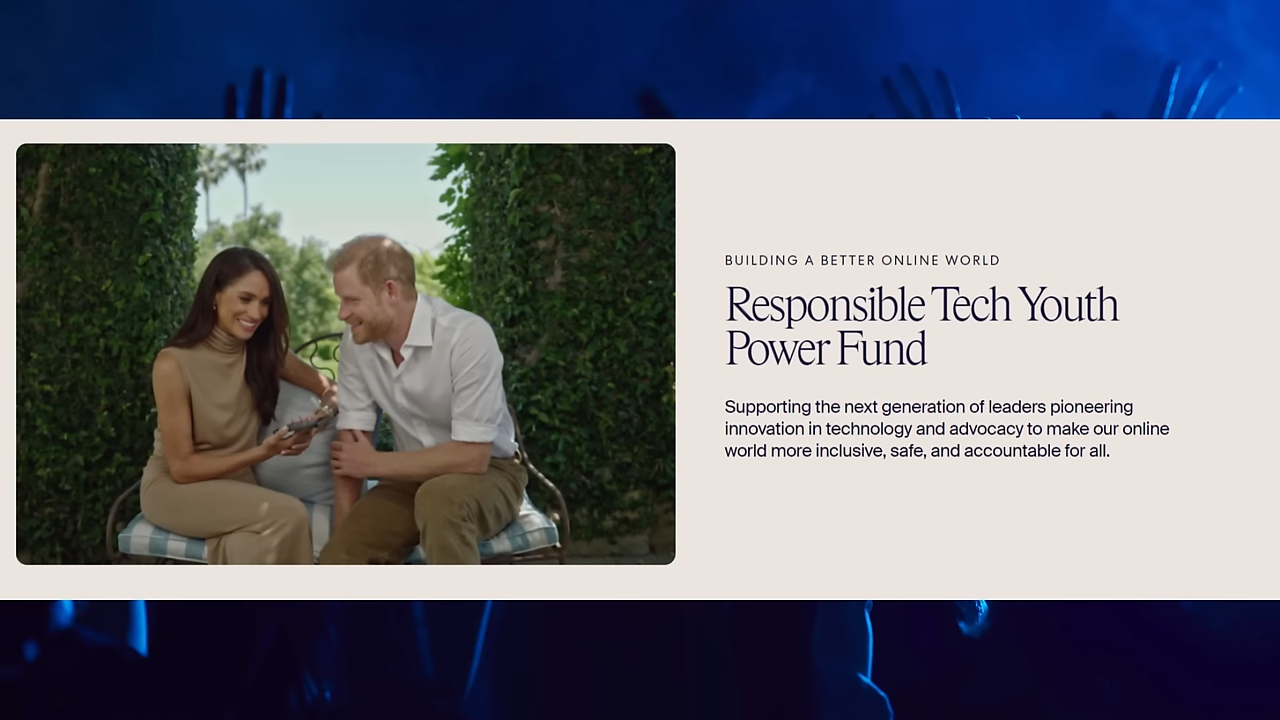 BUILDING A BETTER ONLINE WORLD
Responsible Tech Youth
Power Fund
Supporting the next generation of leaders pioneering
innovation in technology and advocacy to make our online
world more inclusive, safe, and accountable for all.